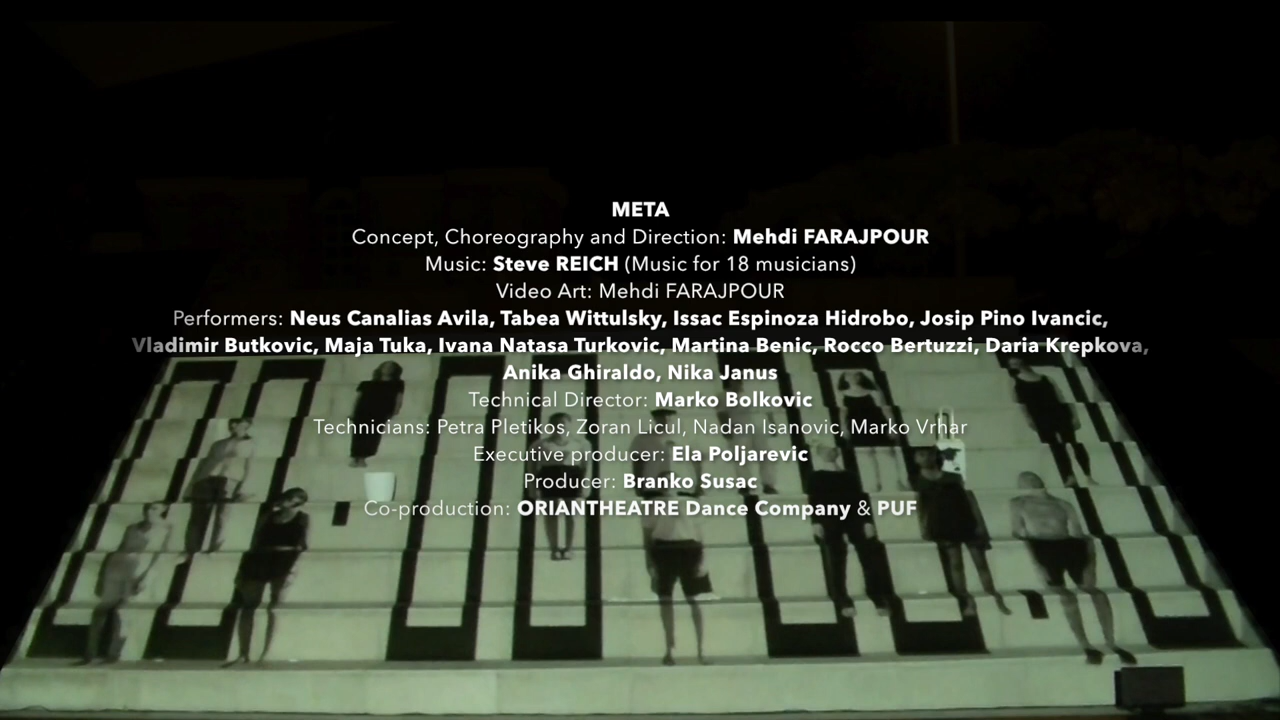 META
Concept, Choreography and Direction: Mehdi FARAJPOUR
Music: Steve REICH (Music for 18 musicians)
Video Art: Mehdi FARAJPOUR
Performers: Neus Canalias Avila, Tabea Wittulsky, Issac Espinoza Hidrobo, Josip Pino Ivancic,
Vladimir Butkovic, Maja Tuka, Ivana Natasa Turkovic, Martina Benic, Rocco Bertuzzi, Daria Krepkova,
Anika Ghiraldo, Nika Janus
Technical Director: Marko Bolkovic
Technicians: Petra Pletikos, Zoran Licul, Nadan Isanovic, Marko Vrhar
Executive producer: Ela Poljarevic
Producer: Branko Susac
Co-production: ORIANTHEATRE Dance Company & PUF